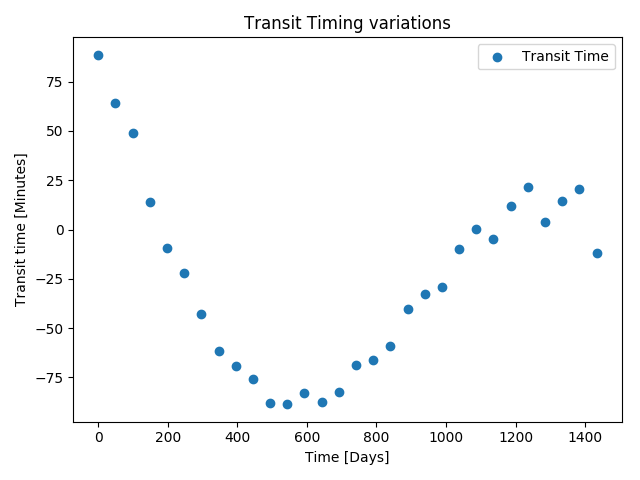 Transit Timing variations
Transit Time
Transit time [Minutes]
75
50
25
0
−25
−50
−75
0 200 400 600 800 1000 1200 1400
Time [Days]